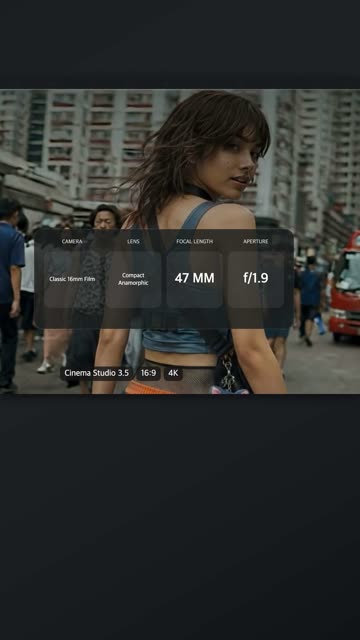 CAMERA
LENS
FOCAL LENGTH
APERTURE
Classic 16mm Film
Compact
Anamorphic
47 MM
f/1.9
Cinema Studio 3.5
16:9
4K